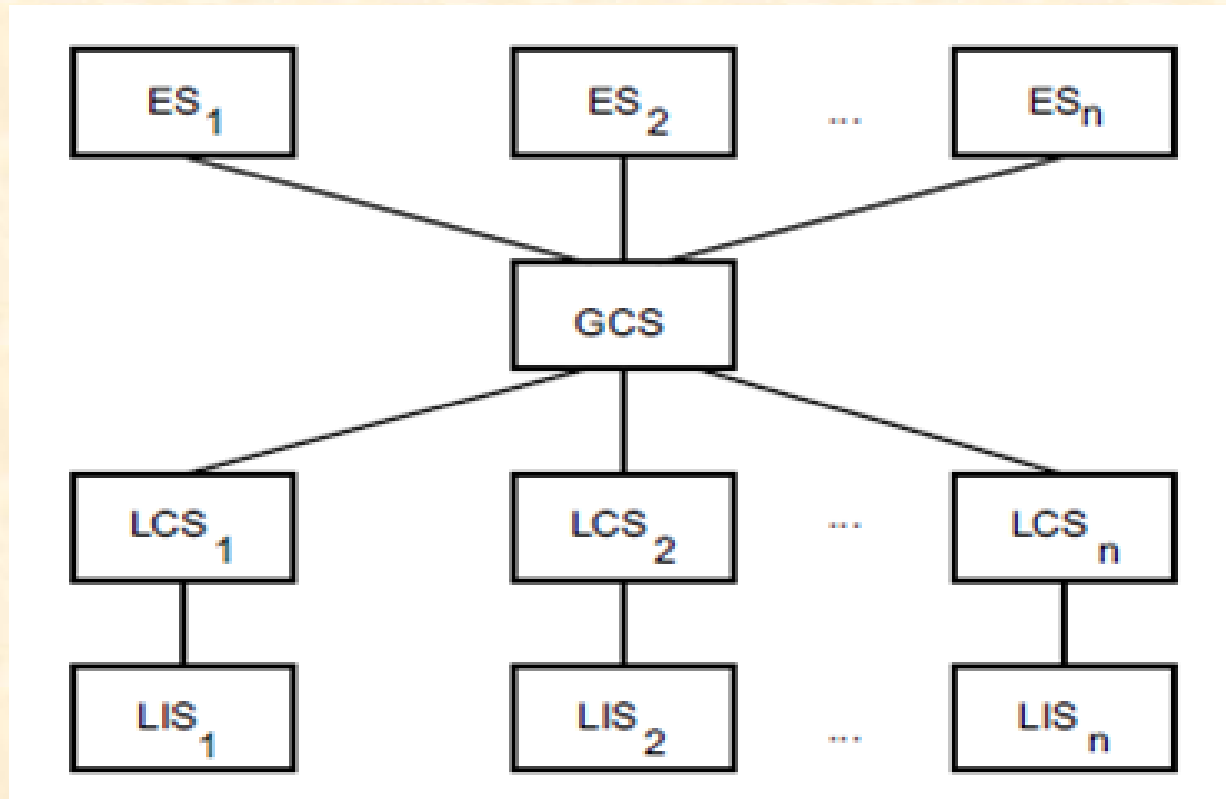 ES₁ ES₂ ... ESₙ
GCS
LCS₁ LCS₂ ... LCSₙ
LIS₁ LIS₂ ... LISₙ